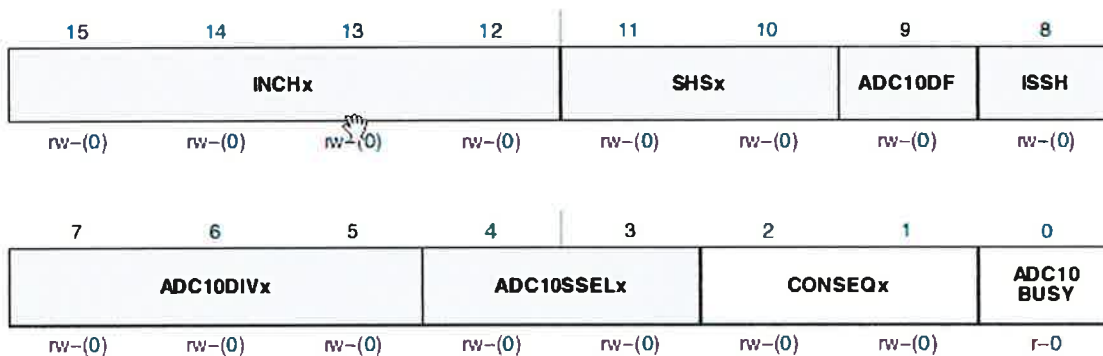 15 14 13 12 11 10 9 8
INCHx SHSx ADC10DF ISSH
rw–(0) rw–(0) rw–(0) rw–(0) rw–(0) rw–(0) rw–(0) rw–(0)
7 6 5 4 3 2 1 0
ADC10DIVx ADC10SSELx CONSEQx ADC10
BUSY
rw–(0) rw–(0) rw–(0) rw–(0) rw–(0) rw–(0) rw–(0) r–0